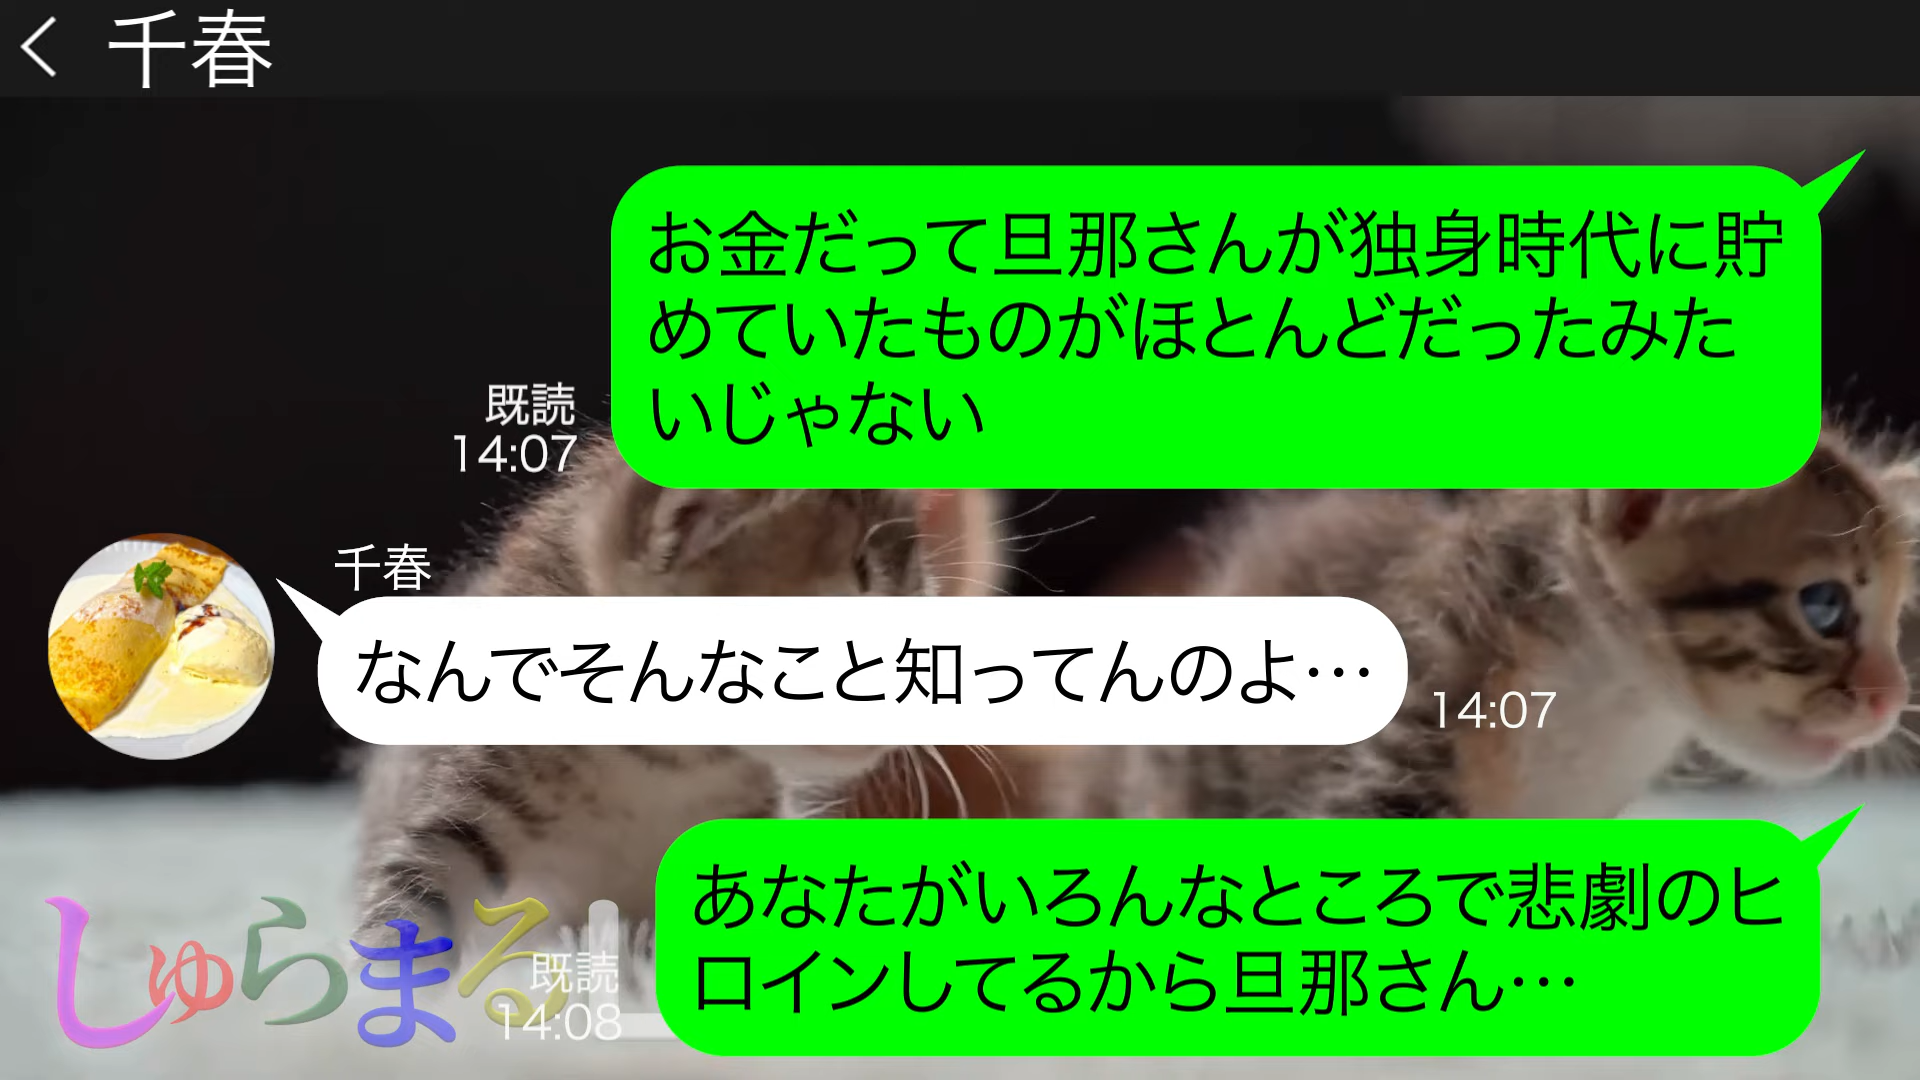 千春
お金だって旦那さんが独身時代に貯
めていたものがほとんどだったみた
いじゃない
既読
14:07
千春
なんでそんなこと知ってんのよ…
14:07
あなたがいろんなところで悲劇のヒ
ロインしてるから旦那さん…
既読
14:08
しゅらまる!